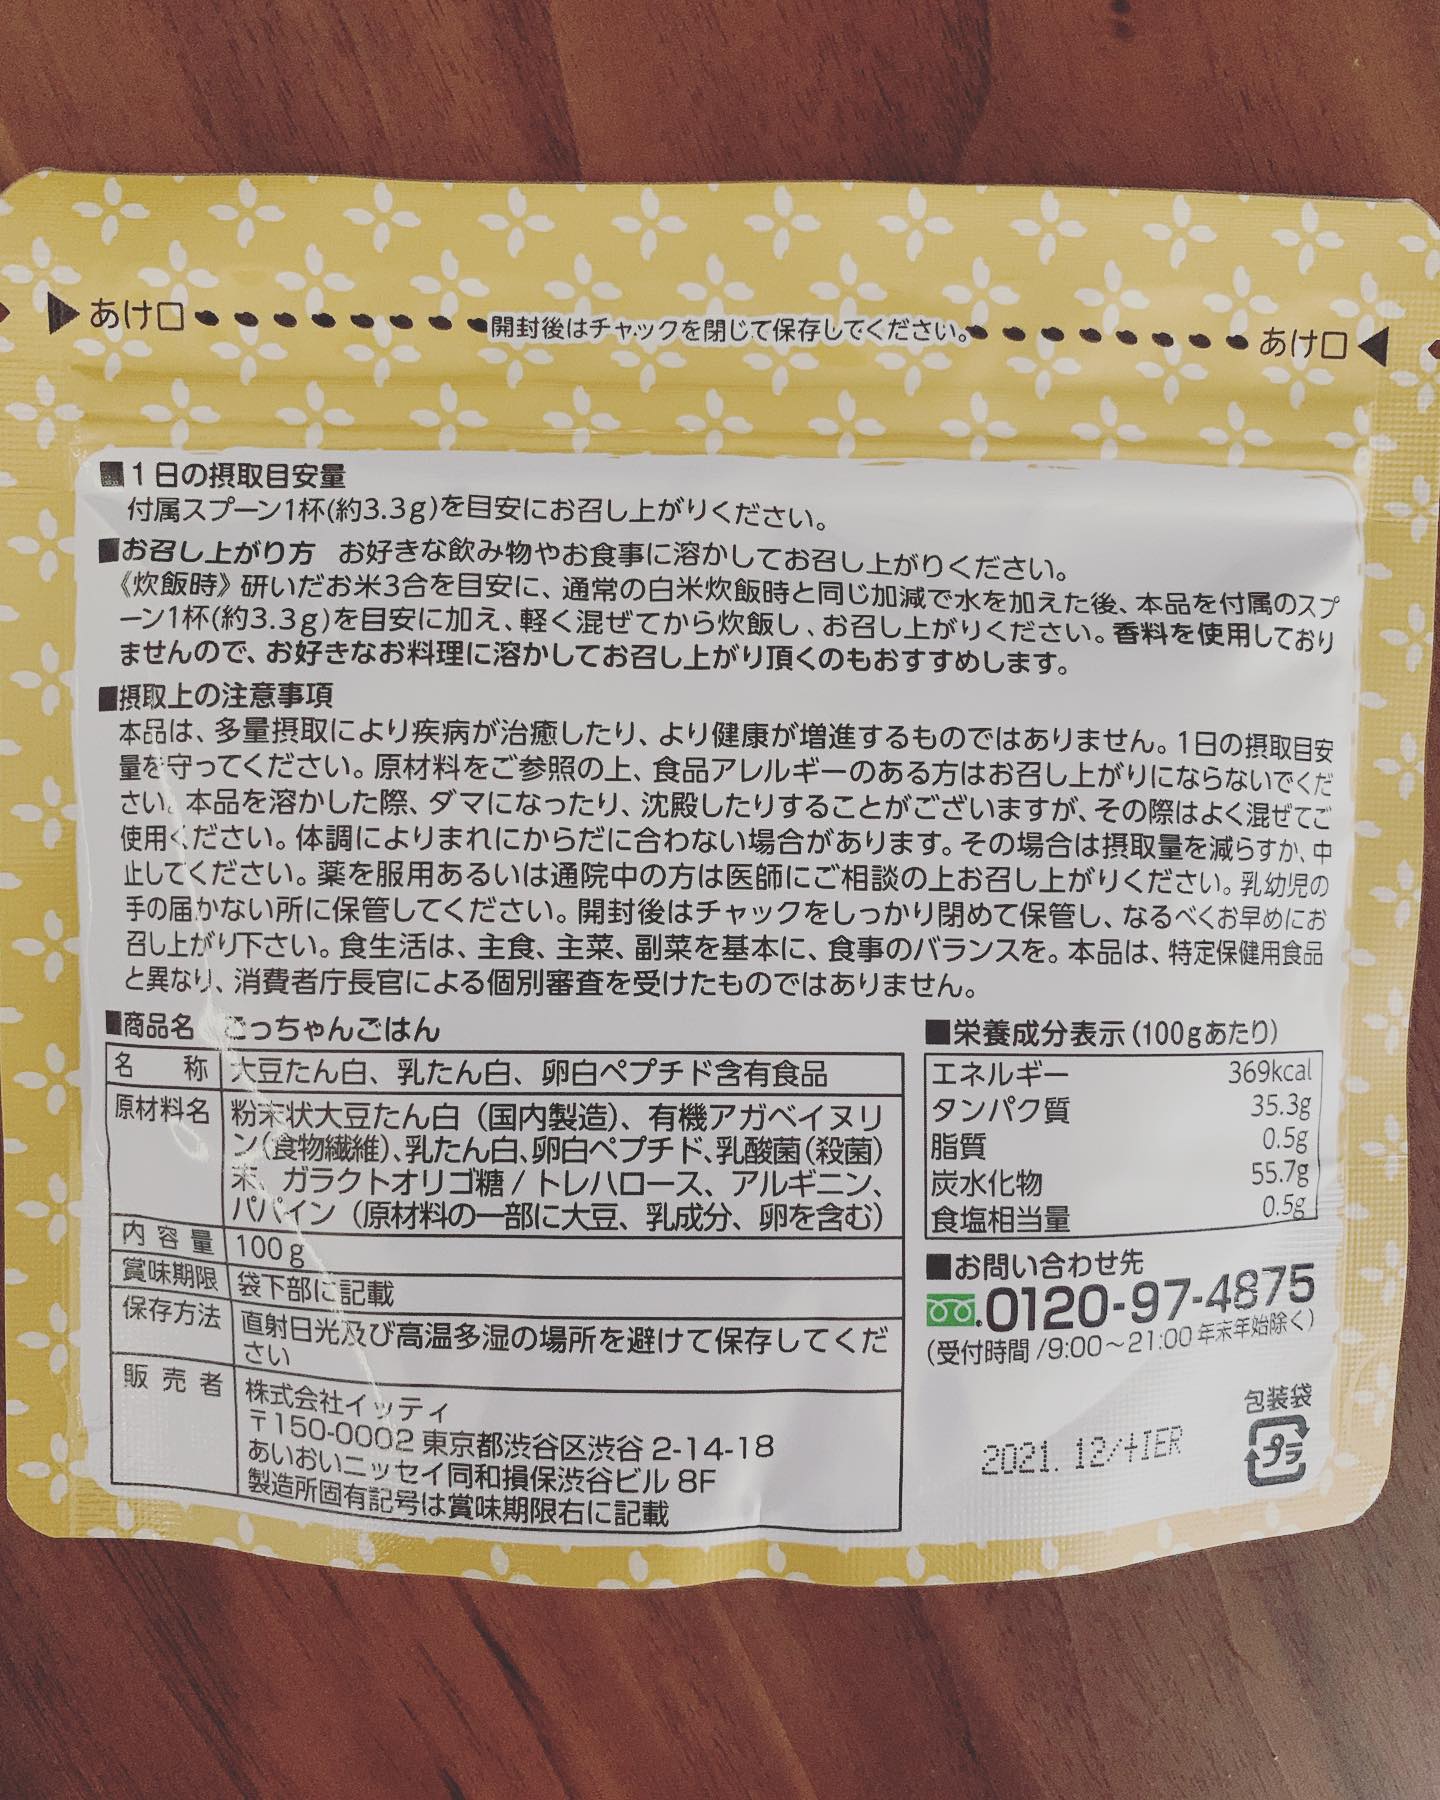 ▶あけ口
開封後はチャックを閉じて保存してください。
あけ口◀
■1日の摂取目安量
付属スプーン1杯(約3.3g)を目安にお召し上がりください。
■お召し上がり方 お好きな飲み物やお食事に溶かしてお召し上がりください。
《炊飯時》研いだお米3合を目安に、通常の白米炊飯時と同じ加減で水を加えた後、本品を付属のスプ
ーン1杯(約3.3g)を目安に加え、軽く混ぜてから炊飯し、お召し上がりください。香料を使用しており
ませんので、お好きなお料理に溶かしてお召し上がり頂くのもおすすめします。
■摂取上の注意事項
本品は、多量摂取により疾病が治癒したり、より健康が増進するものではありません。1日の摂取目安
量を守ってください。原材料をご参照の上、食品アレルギーのある方はお召し上がりにならないでくだ
さい。本品を溶かした際、ダマになったり、沈殿したりすることがございますが、その際はよく混ぜてご
使用ください。体調によりまれにからだに合わない場合があります。その場合は摂取量を減らすか、中
止してください。薬を服用あるいは通院中の方は医師にご相談の上お召し上がりください。乳幼児の
手の届かない所に保管してください。開封後はチャックをしっかり閉めて保管し、なるべくお早めにお
召し上がり下さい。食生活は、主食、主菜、副菜を基本に、食事のバランスを。本品は、特定保健用食品
と異なり、消費者庁長官による個別審査を受けたものではありません。
■商品名 こっちゃんごはん
名称 大豆たん白、乳たん白、卵白ペプチド含有食品
原材料名 粉末状大豆たん白(国内製造)、有機アガベイヌリ
ン(食物繊維)、乳たん白、卵白ペプチド、乳酸菌(殺菌)
末、ガラクトオリゴ糖/トレハロース、アルギニン、
パパイン(原材料の一部に大豆、乳成分、卵を含む)
内容量 100g
賞味期限 袋下部に記載
保存方法 直射日光及び高温多湿の場所を避けて保存してくだ
さい
販売者 株式会社イッティ
〒150-0002 東京都渋谷区渋谷 2-14-18
あいおいニッセイ同和損保渋谷ビル 8F
製造所固有記号は賞味期限右に記載
■栄養成分表示(100gあたり)
エネルギー 369kcal
タンパク質 35.3g
脂質 0.5g
炭水化物 55.7g
食塩相当量 0.5g
■お問い合わせ先
0120-97-4875
(受付時間/9:00～21:00 年末年始除く)
包装袋
プラ
2021.12/+IER